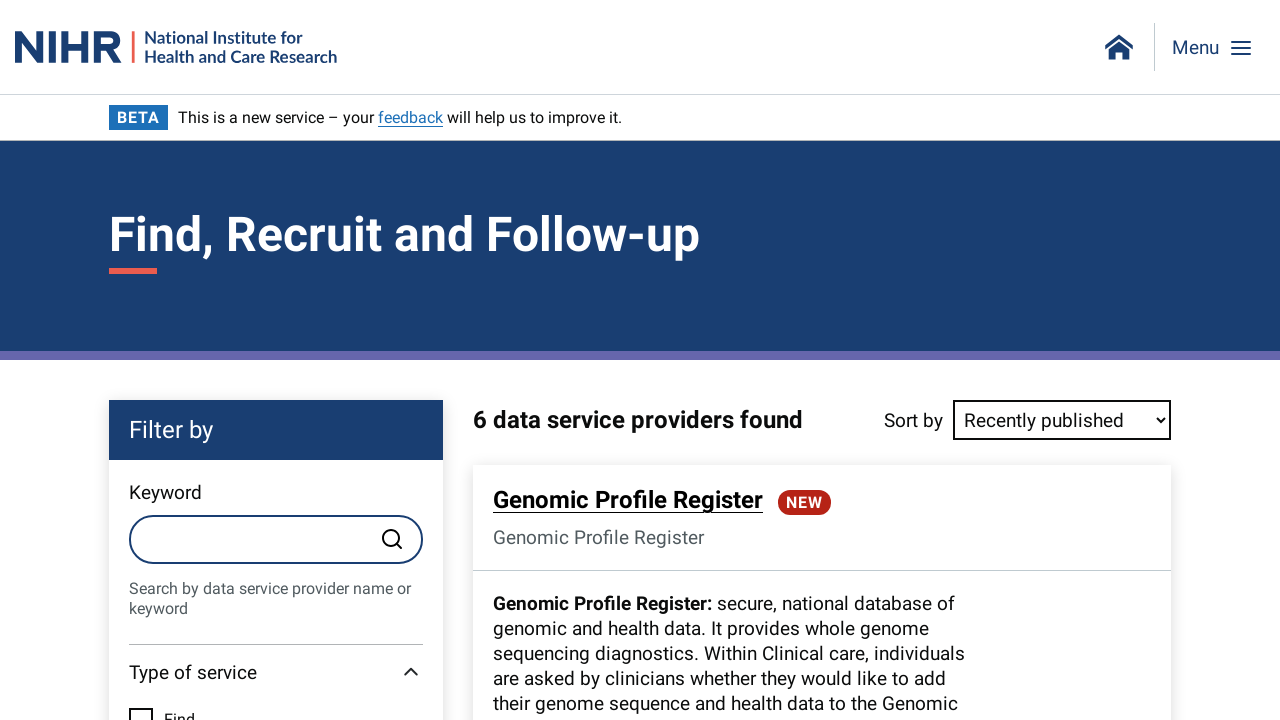 NIHR | National Institute for
Health and Care Research
Menu
BETA This is a new service – your feedback will help us to improve it.
Find, Recruit and Follow-up
Filter by
6 data service providers found
Sort by Recently published
Keyword
Genomic Profile Register NEW
Genomic Profile Register
Search by data service provider name or
keyword
Genomic Profile Register: secure, national database of
genomic and health data. It provides whole genome
sequencing diagnostics. Within Clinical care, individuals
are asked by clinicians whether they would like to add
their genome sequence and health data to the Genomic
Type of service
Find